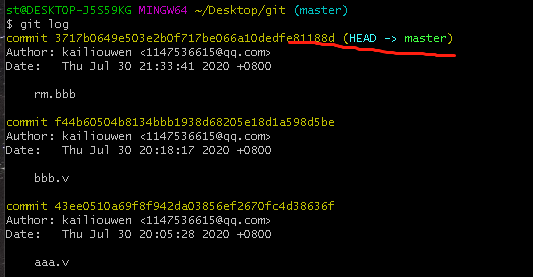 st@DESKTOP-J5S59KG MINGW64 ~/Desktop/git (master)
$ git log
commit 3717b0649e503e2b0f717be066a10dedfe81188d (HEAD -> master)
Author: kailiouwen <1147536615@qq.com>
Date:   Thu Jul 30 21:33:41 2020 +0800
rm.bbb
commit f44b60504b8134bbb1938d68205e18d1a598d5be
Author: kailiouwen <1147536615@qq.com>
Date:   Thu Jul 30 20:18:17 2020 +0800
bbb.v
commit 43ee0510a69f8f942da03856ef2670fc4d38636f
Author: kailiouwen <1147536615@qq.com>
Date:   Thu Jul 30 20:05:28 2020 +0800
aaa.v